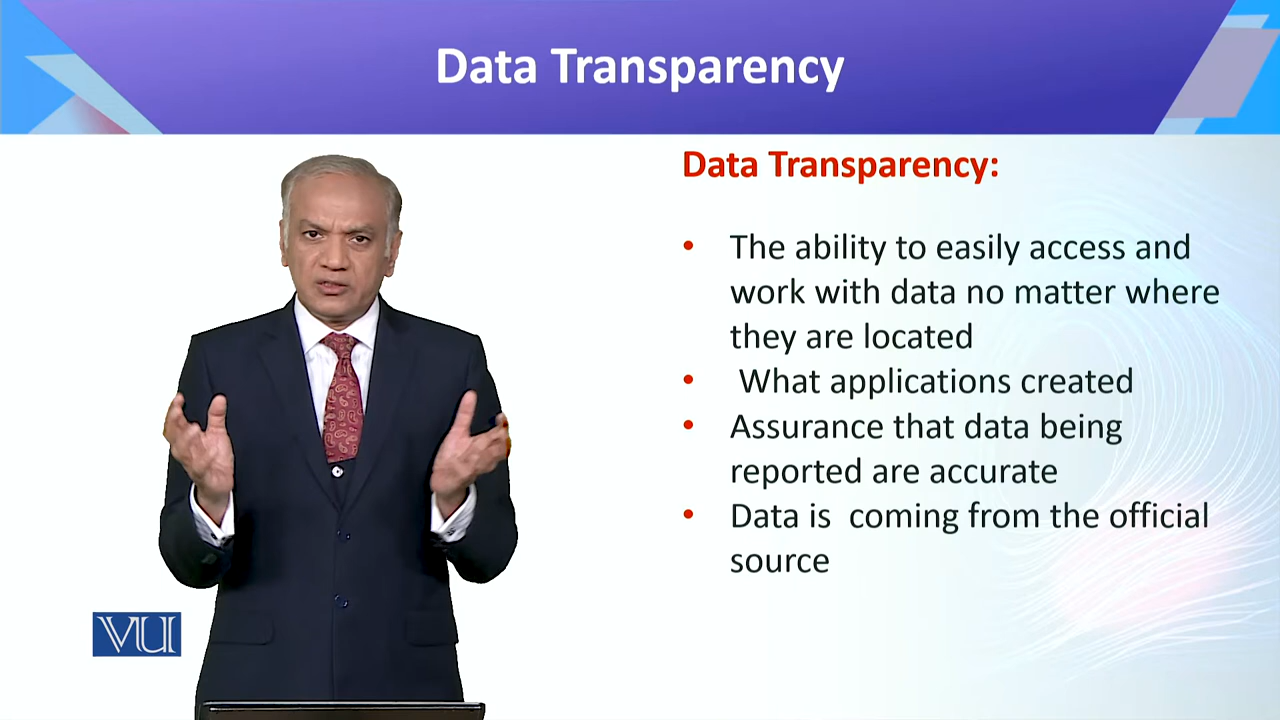 Data Transparency
Data Transparency:
• The ability to easily access and
work with data no matter where
they are located
• What applications created
• Assurance that data being
reported are accurate
• Data is  coming from the official
source
VU